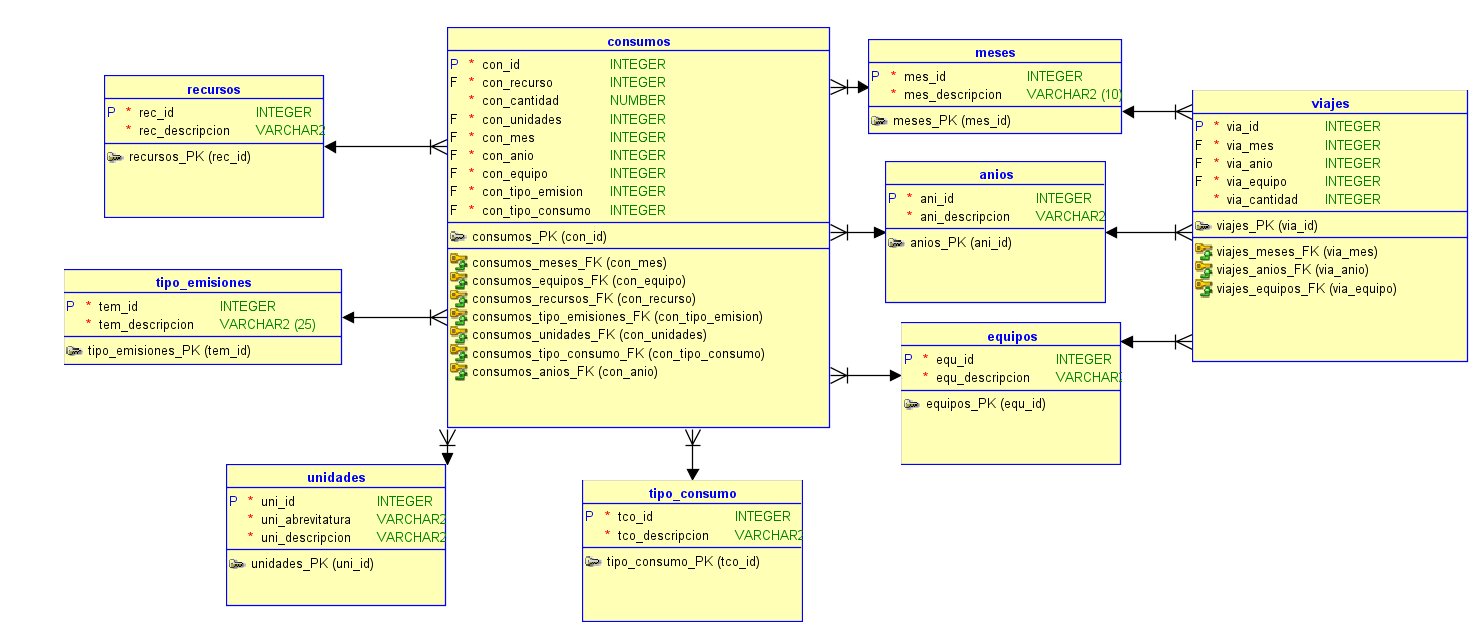 consumos
P * con_id INTEGER
F * con_recurso INTEGER
* con_cantidad NUMBER
F * con_unidades INTEGER
F * con_mes INTEGER
F * con_anio INTEGER
F * con_equipo INTEGER
F * con_tipo_emision INTEGER
F * con_tipo_consumo INTEGER
consumos_PK (con_id)
consumos_meses_FK (con_mes)
consumos_equipos_FK (con_equipo)
consumos_recursos_FK (con_recurso)
consumos_tipo_emisiones_FK (con_tipo_emision)
consumos_unidades_FK (con_unidades)
consumos_tipo_consumo_FK (con_tipo_consumo)
consumos_anios_FK (con_anio)
meses
P * mes_id INTEGER
* mes_descripcion VARCHAR2 (10)
meses_PK (mes_id)
recursos
P * rec_id INTEGER
* rec_descripcion VARCHAR2
recursos_PK (rec_id)
viajes
P * via_id INTEGER
F * via_mes INTEGER
F * via_anio INTEGER
F * via_equipo INTEGER
* via_cantidad INTEGER
viajes_PK (via_id)
viajes_meses_FK (via_mes)
viajes_anios_FK (via_anio)
viajes_equipos_FK (via_equipo)
anios
P * ani_id INTEGER
* ani_descripcion VARCHAR2
anios_PK (ani_id)
tipo_emisiones
P * tem_id INTEGER
* tem_descripcion VARCHAR2 (25)
tipo_emisiones_PK (tem_id)
equipos
P * equ_id INTEGER
* equ_descripcion VARCHAR
equipos_PK (equ_id)
unidades
P * uni_id INTEGER
* uni_abrevitatura VARCHAR2
* uni_descripcion VARCHAR2
unidades_PK (uni_id)
tipo_consumo
P * tco_id INTEGER
* tco_descripcion VARCHAR2
tipo_consumo_PK (tco_id)